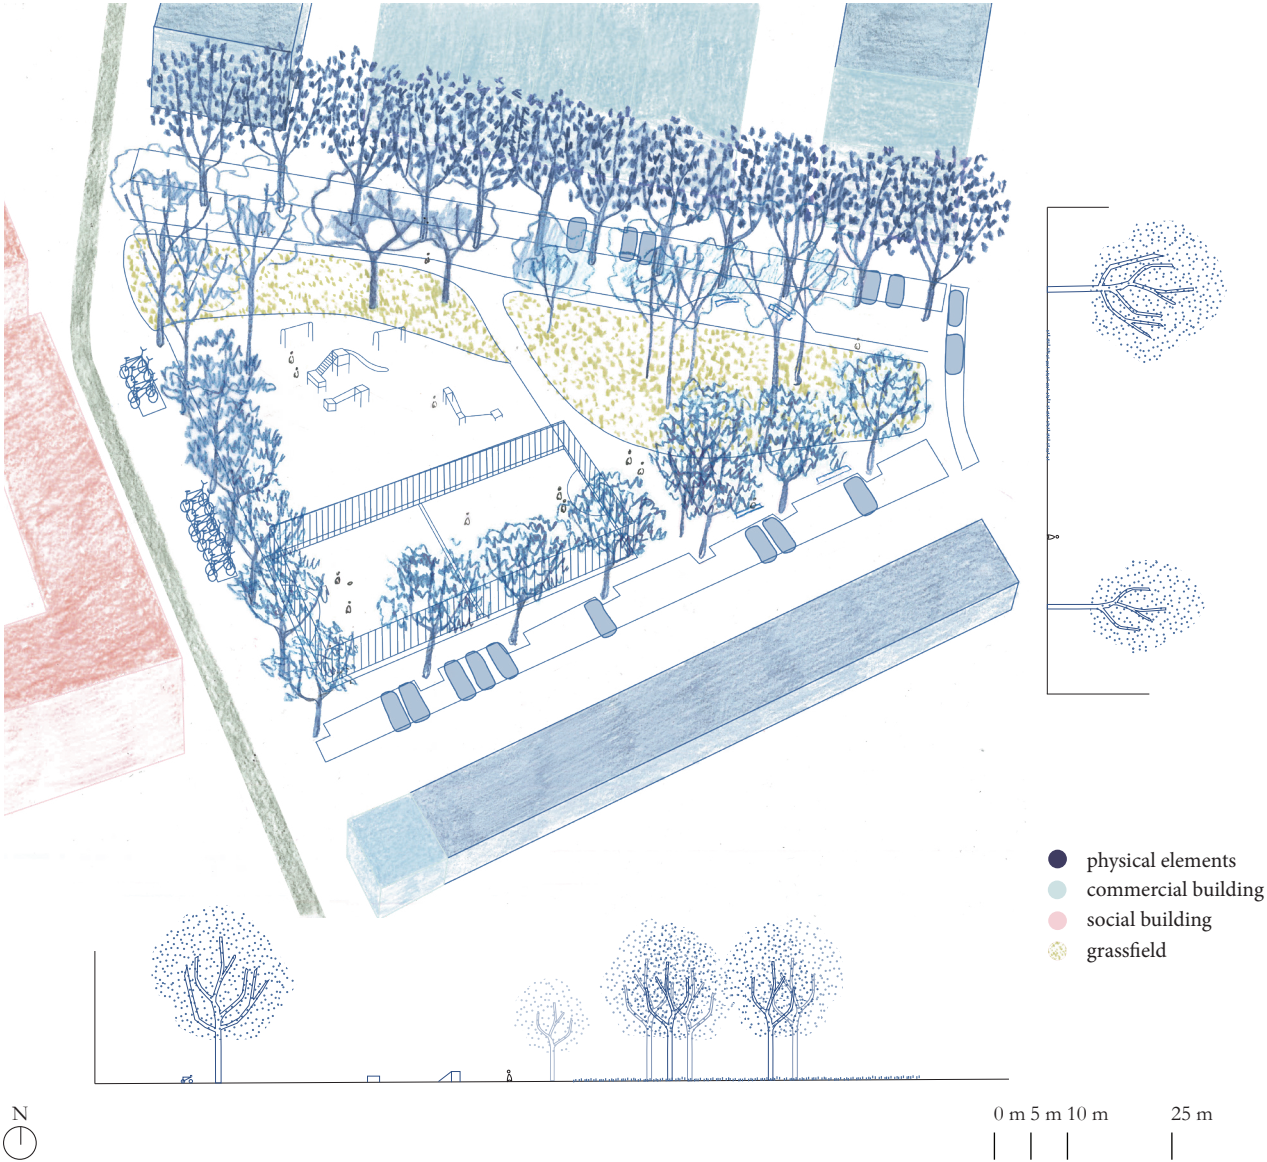 physical elements
commercial building
social building
grassfield
N
0 m 5 m 10 m 25 m